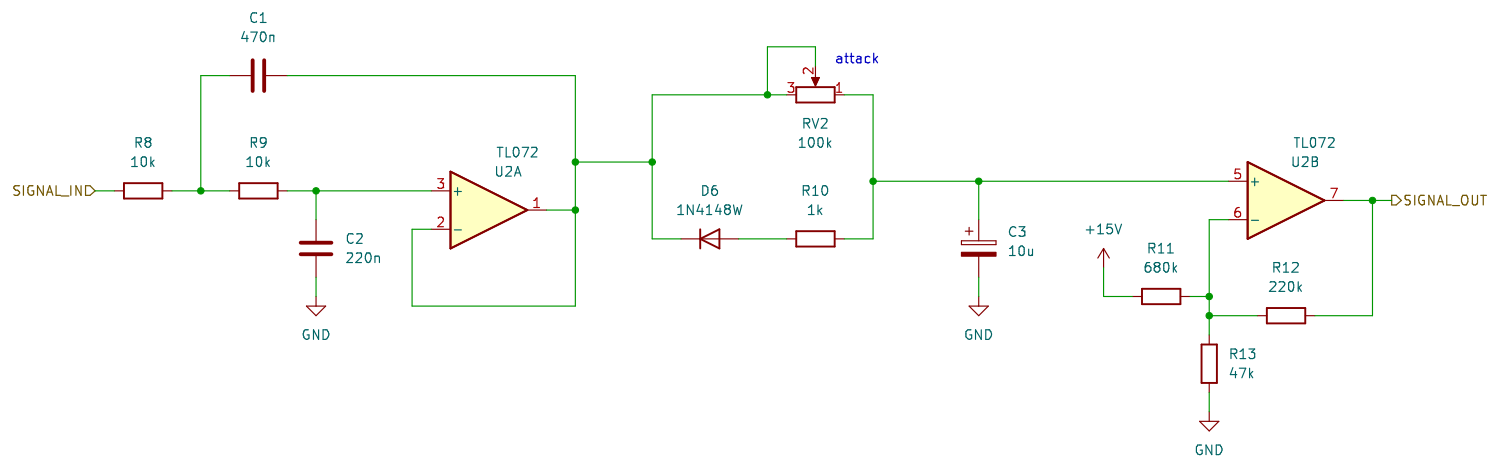 C1
470n
attack
3
2
1
RV2
100k
R8
10k
R9
10k
TL072
U2A
TL072
U2B
SIGNAL_IN
3
+
2
−
1
D6
1N4148W
R10
1k
5
+
6
−
7
SIGNAL_OUT
C2
220n
+
C3
10u
+15V
R11
680k
R12
220k
GND
GND
R13
47k
GND